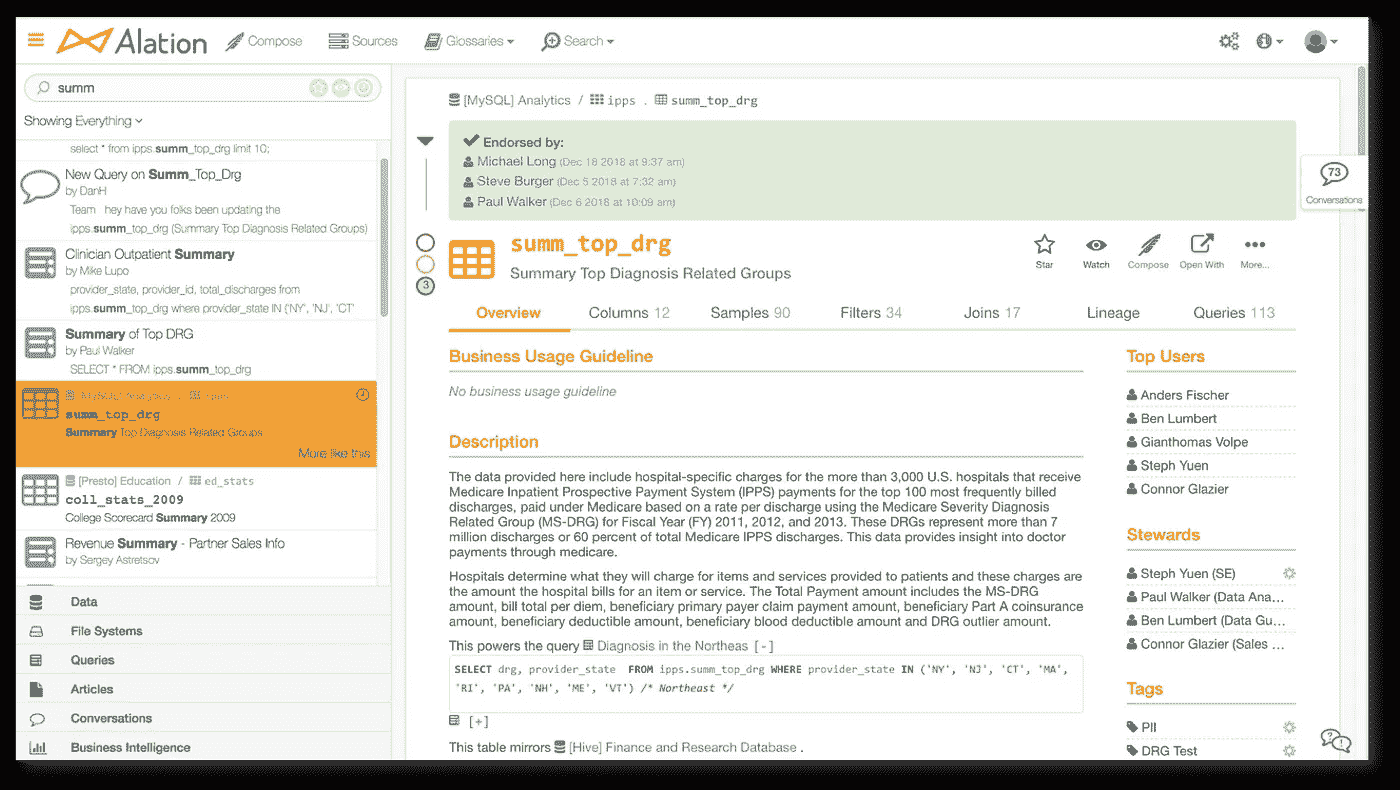 Alation Compose Sources Glossaries Search
summ
Showing Everything
select * from ipps.summ_top_drg limit 10;
New Query on Summ_Top_Drg
by DanH
Team hey have you folks been updating the
ipps.summ_top_drg (Summary Top Diagnosis Related Groups)
Clinician Outpatient Summary
by Mike Lupo
provider_state, provider_id, total_discharges from
ipps.summ_top_drg where provider_state IN ('NY', 'NJ', 'CT'
Summary of Top DRG
by Paul Walker
SELECT * FROM ipps.summ_top_drg
summ_top_drg
Summary Top Diagnosis Related Groups
More like this
[Presto] Education / ed_stats
coll_stats_2009
College Scorecard Summary 2009
Revenue Summary - Partner Sales Info
by Sergey Astretsov
Data
File Systems
Queries
Articles
Conversations
Business Intelligence
[MySQL] Analytics / ipps . summ_top_drg
Endorsed by:
Michael Long (Dec 18 2018 at 9:37 am)
Steve Burger (Dec 5 2018 at 7:32 am)
Paul Walker (Dec 6 2018 at 10:09 am)
73
Conversations
3
summ_top_drg
Summary Top Diagnosis Related Groups
Star Watch Compose Open With More...
Overview Columns 12 Samples 90 Filters 34 Joins 17 Lineage Queries 113
Business Usage Guideline
No business usage guideline
Description
The data provided here include hospital-specific charges for the more than 3,000 U.S. hospitals that receive
Medicare Inpatient Prospective Payment System (IPPS) payments for the top 100 most frequently billed
discharges, paid under Medicare based on a rate per discharge using the Medicare Severity Diagnosis
Related Group (MS-DRG) for Fiscal Year (FY) 2011, 2012, and 2013. These DRGs represent more than 7
million discharges or 60 percent of total Medicare IPPS discharges. This data provides insight into doctor
payments through medicare.
Hospitals determine what they will charge for items and services provided to patients and these charges are
the amount the hospital bills for an item or service. The Total Payment amount includes the MS-DRG
amount, bill total per diem, beneficiary primary payer claim payment amount, beneficiary Part A coinsurance
amount, beneficiary deductible amount, beneficiary blood deductible amount and DRG outlier amount.
This powers the query Diagnosis in the Northeas [-]
SELECT drg, provider_state FROM ipps.summ_top_drg WHERE provider_state IN ('NY', 'NJ', 'CT', 'MA',
'RI', 'PA', 'NH', 'ME', 'VT') /* Northeast */
[+]
This table mirrors [Hive] Finance and Research Database .
Top Users
Anders Fischer
Ben Lumbert
Gianthomas Volpe
Steph Yuen
Connor Glazier
Stewards
Steph Yuen (SE)
Paul Walker (Data Ana...
Ben Lumbert (Data Gu...
Connor Glazier (Sales ...
Tags
PII
DRG Test